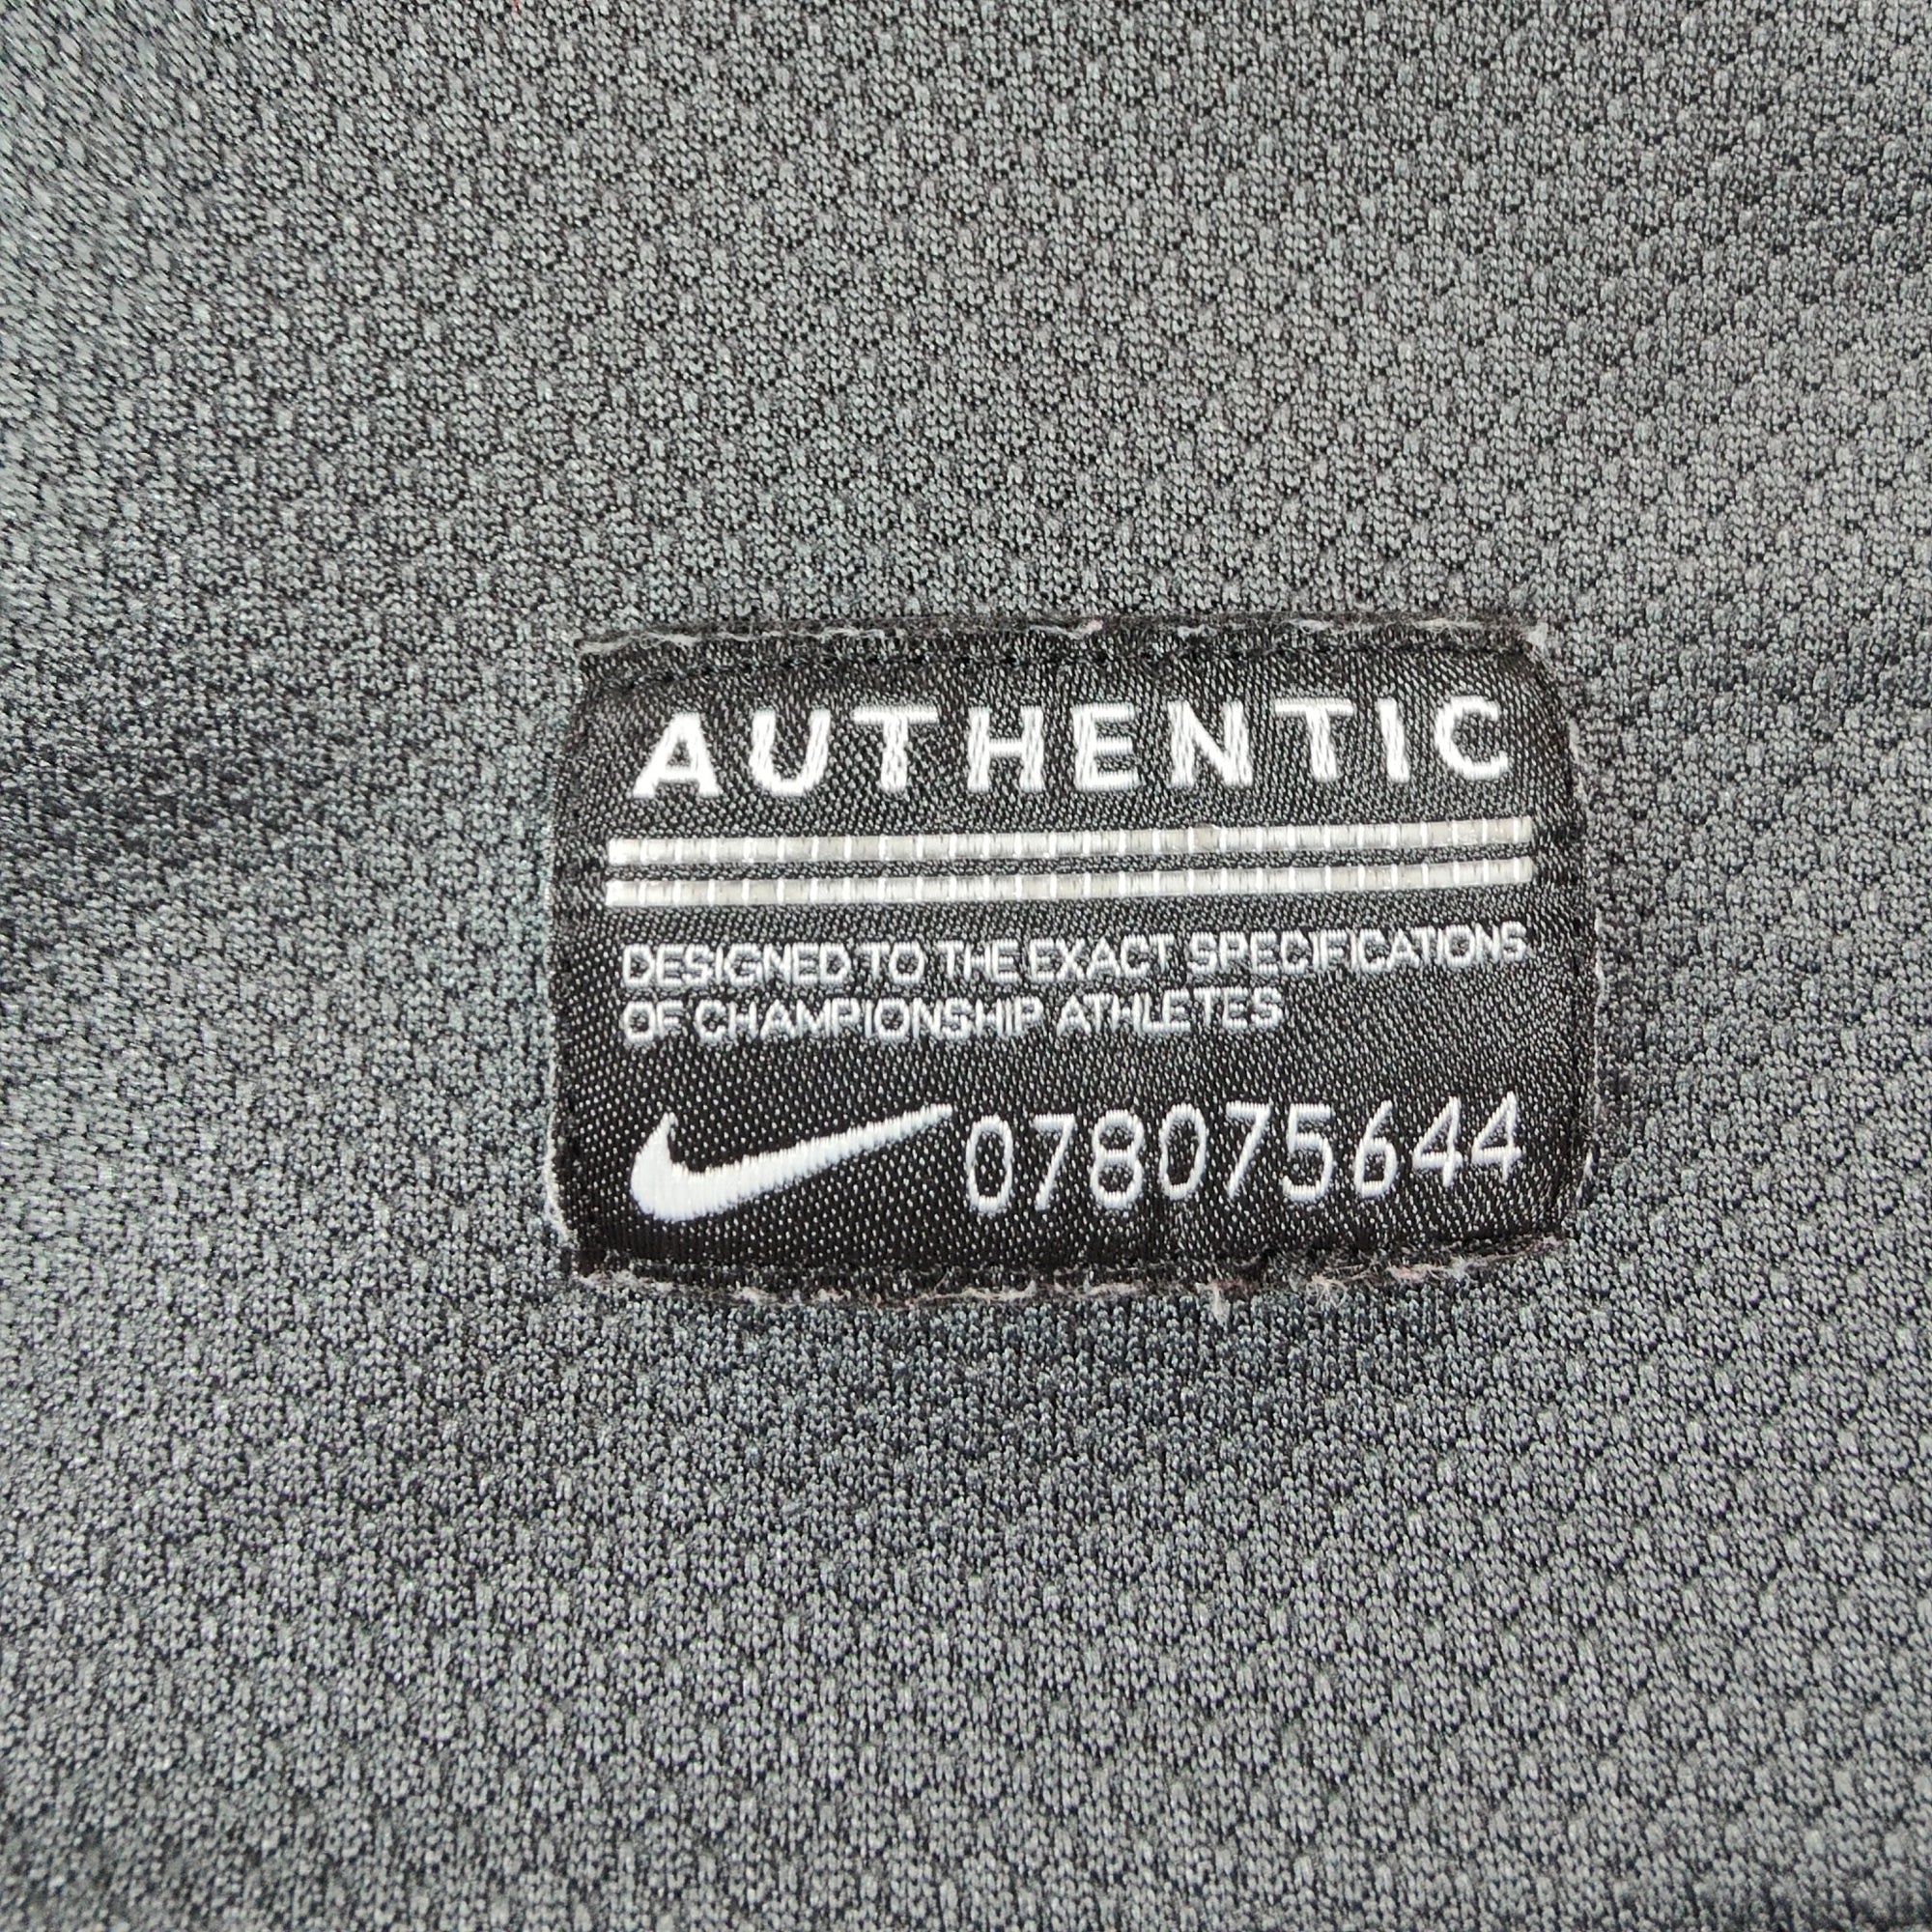 AUTHENTIC
DESIGNED TO THE EXACT SPECIFICATIONS
OF CHAMPIONSHIP ATHLETES
078075644